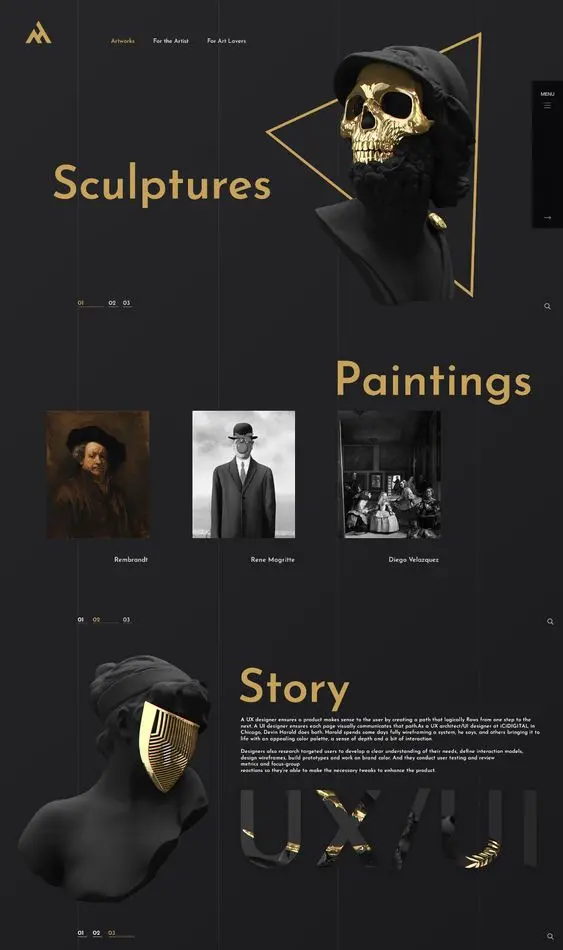 Artworks For the Artist For Art Lovers
MENU
Sculptures
01 02 03
Paintings
Rembrandt Rene Magritte Diego Velazquez
01 02 03
Story
A UX designer ensures a product makes sense to the user by creating a path that logically flows from one step to the
next. A UI designer ensures each page visually communicates that path.As a UX architect/UI designer at iCiDIGITAL in
Chicago, Devin Harold does both. Harold spends some days fully wireframing a system, he says, and others bringing it to
life with an appealing color palette, a sense of depth and a bit of interaction.
Designers also research targeted users to develop a clear understanding of their needs, define interaction models,
design wireframes, build prototypes and work on brand color. And they conduct user testing and review
metrics and focus-group
reactions so they're able to make the necessary tweaks to enhance the product.
UX/UI
01 02 03